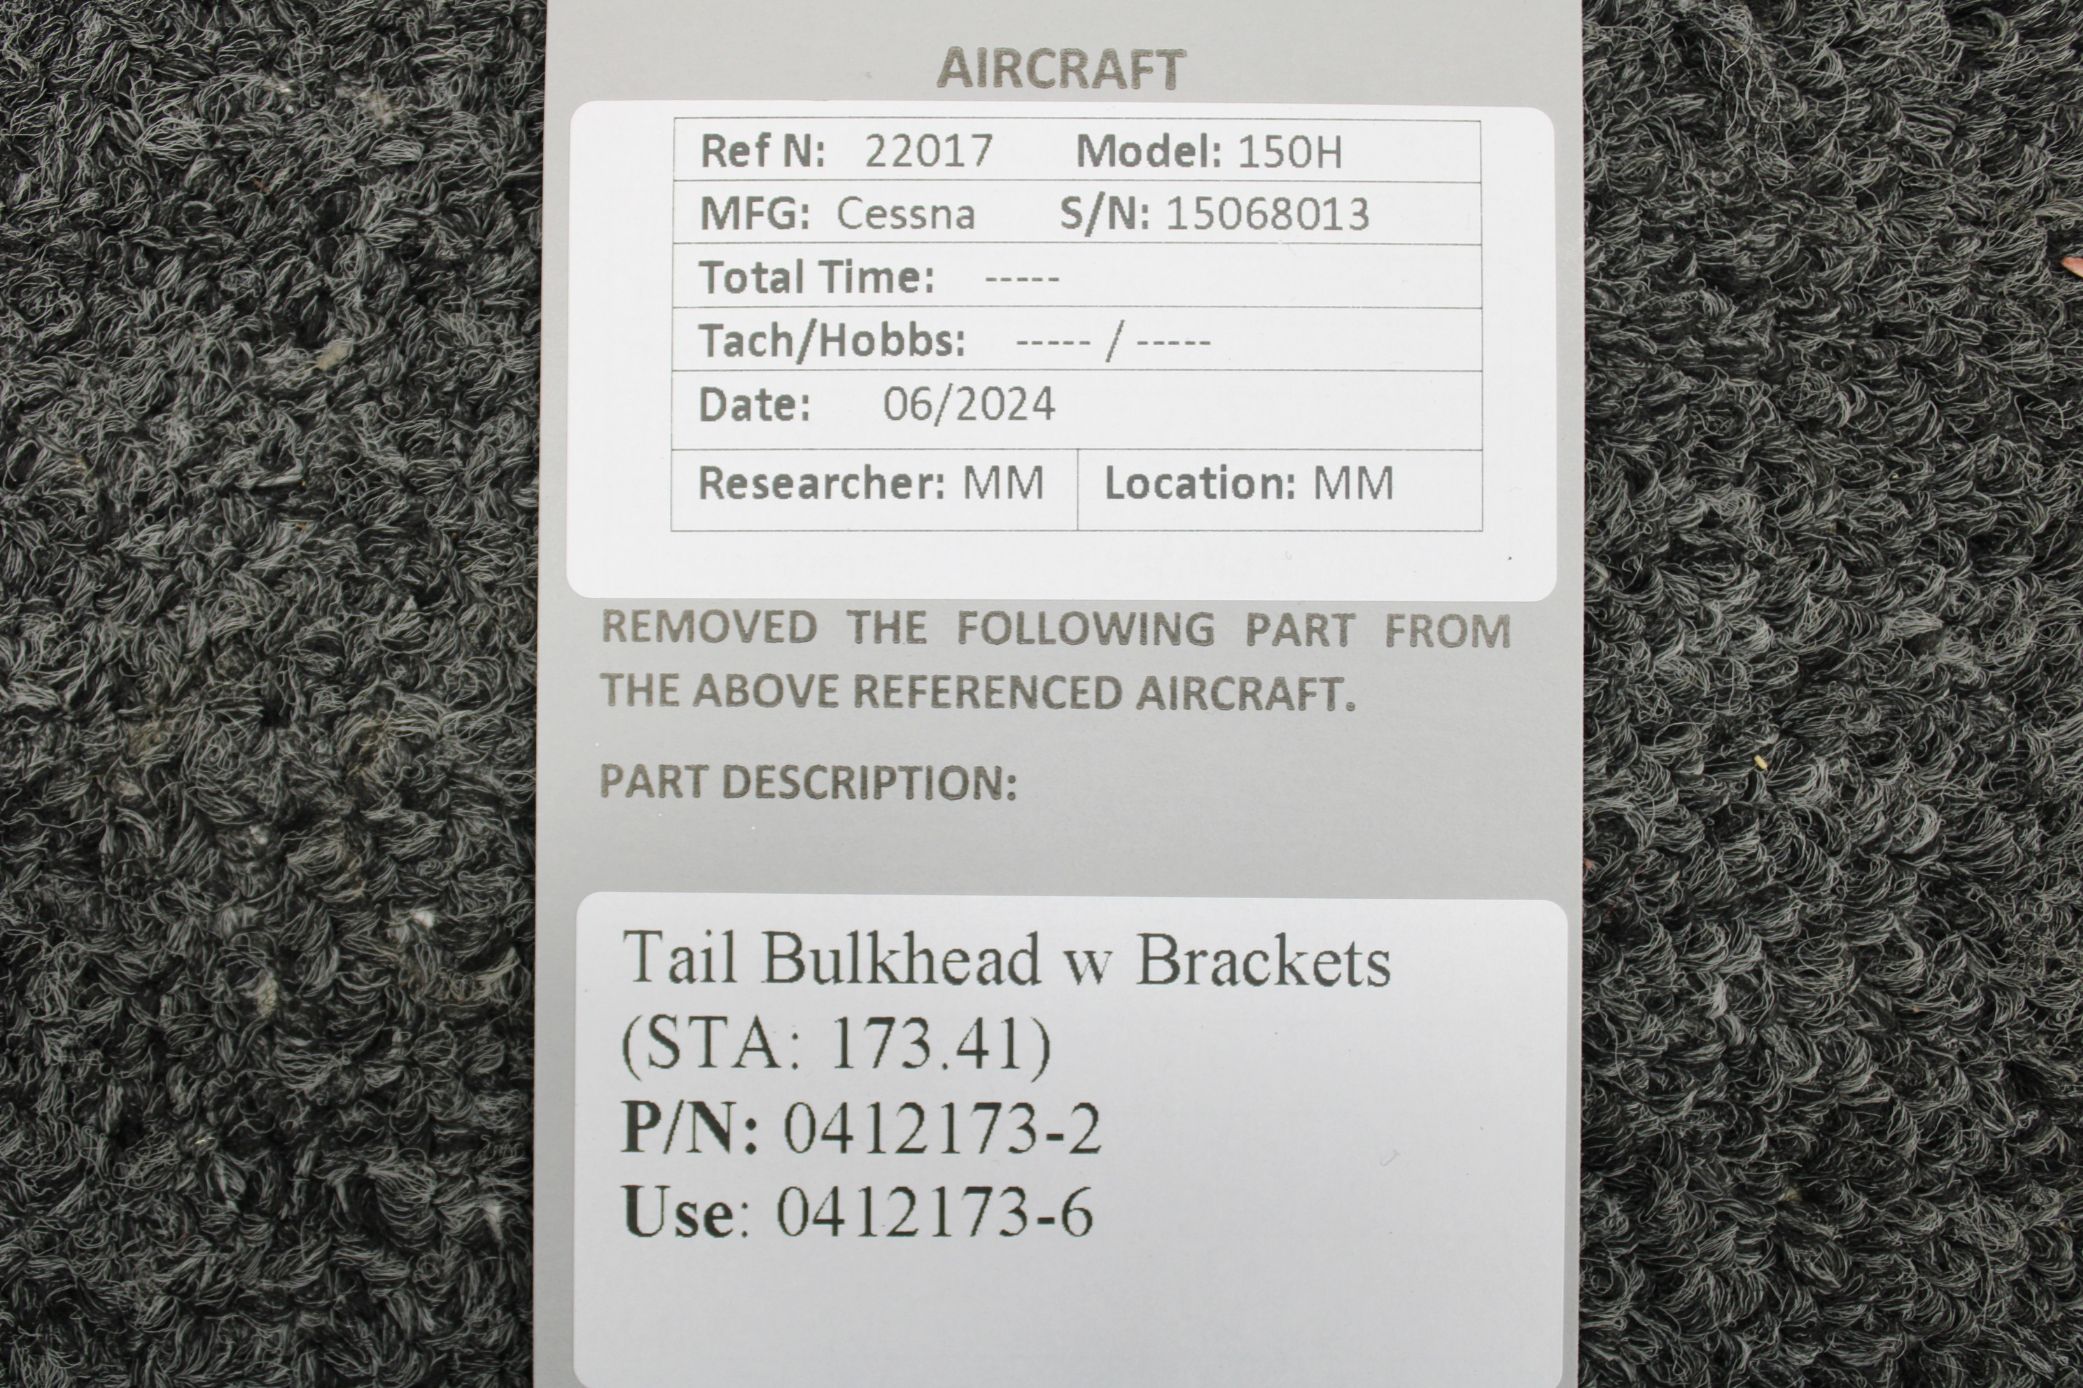 AIRCRAFT
Ref N: 22017 Model: 150H
MFG: Cessna S/N: 15068013
Total Time: -----
Tach/Hobbs: ----- / -----
Date: 06/2024
Researcher: MM Location: MM
REMOVED THE FOLLOWING PART FROM
THE ABOVE REFERENCED AIRCRAFT.
PART DESCRIPTION:
Tail Bulkhead w Brackets
(STA: 173.41)
P/N: 0412173-2
Use: 0412173-6